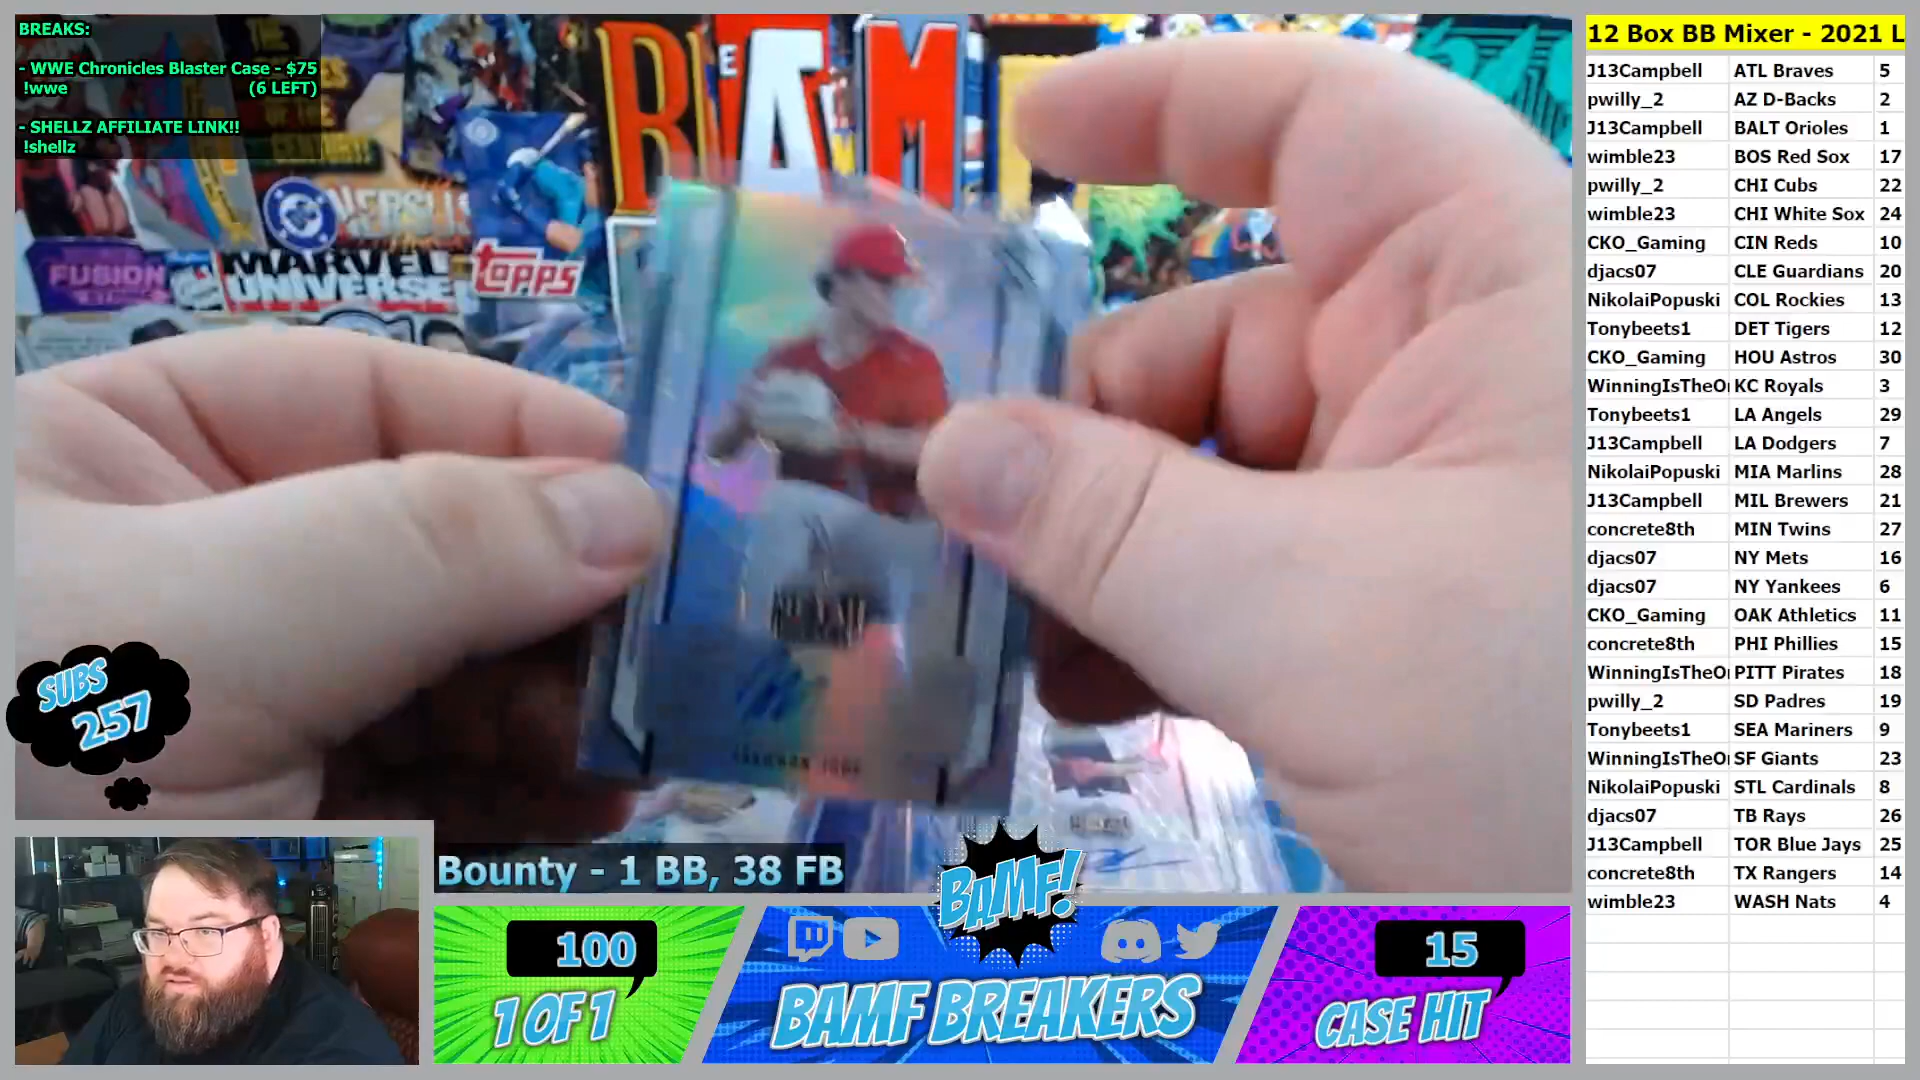 BREAKS:
- WWE Chronicles Blaster Case - $75
!wwe (6 LEFT)
- SHELLZ AFFILIATE LINK!!
!shellz
BAM
FUSION
MARVEL
UNIVERSE
topps
SUBS
257
Bounty - 1 BB, 38 FB
BAMF!
100
1 OF 1
BAMF BREAKERS
15
CASE HIT
12 Box BB Mixer - 2021 L
J13Campbell ATL Braves 5
pwilly_2 AZ D-Backs 2
J13Campbell BALT Orioles 1
wimble23 BOS Red Sox 17
pwilly_2 CHI Cubs 22
wimble23 CHI White Sox 24
CKO_Gaming CIN Reds 10
djacs07 CLE Guardians 20
NikolaiPopuski COL Rockies 13
Tonybeets1 DET Tigers 12
CKO_Gaming HOU Astros 30
WinningIsTheO KC Royals 3
Tonybeets1 LA Angels 29
J13Campbell LA Dodgers 7
NikolaiPopuski MIA Marlins 28
J13Campbell MIL Brewers 21
concrete8th MIN Twins 27
djacs07 NY Mets 16
djacs07 NY Yankees 6
CKO_Gaming OAK Athletics 11
concrete8th PHI Phillies 15
WinningIsTheO PITT Pirates 18
pwilly_2 SD Padres 19
Tonybeets1 SEA Mariners 9
WinningIsTheO SF Giants 23
NikolaiPopuski STL Cardinals 8
djacs07 TB Rays 26
J13Campbell TOR Blue Jays 25
concrete8th TX Rangers 14
wimble23 WASH Nats 4